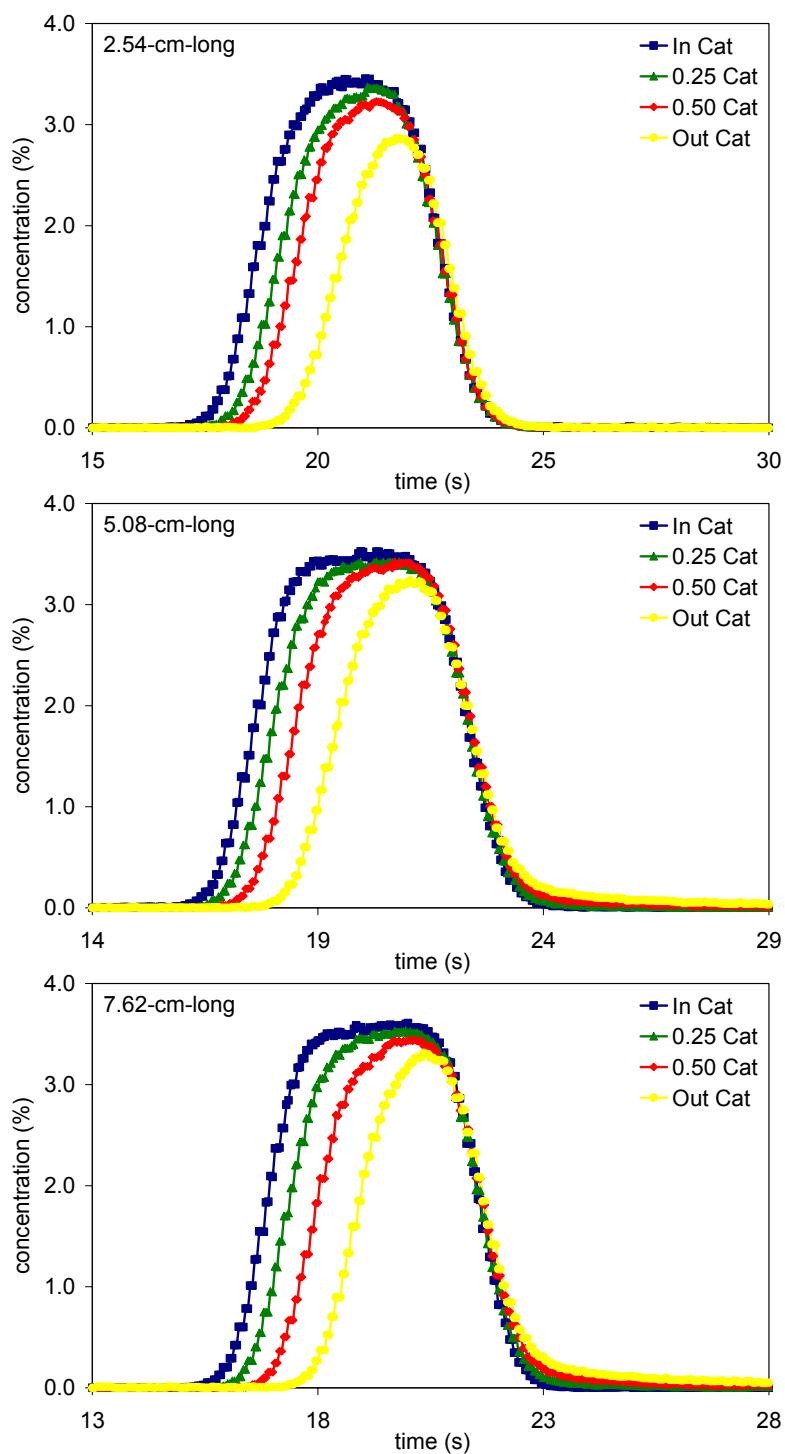 4.0
2.54-cm-long
In Cat
0.25 Cat
0.50 Cat
Out Cat
3.0
2.0
1.0
0.0
concentration (%)
15 20 25 30
time (s)
4.0
5.08-cm-long
In Cat
0.25 Cat
0.50 Cat
Out Cat
3.0
2.0
1.0
0.0
concentration (%)
14 19 24 29
time (s)
4.0
7.62-cm-long
In Cat
0.25 Cat
0.50 Cat
Out Cat
3.0
2.0
1.0
0.0
concentration (%)
13 18 23 28
time (s)